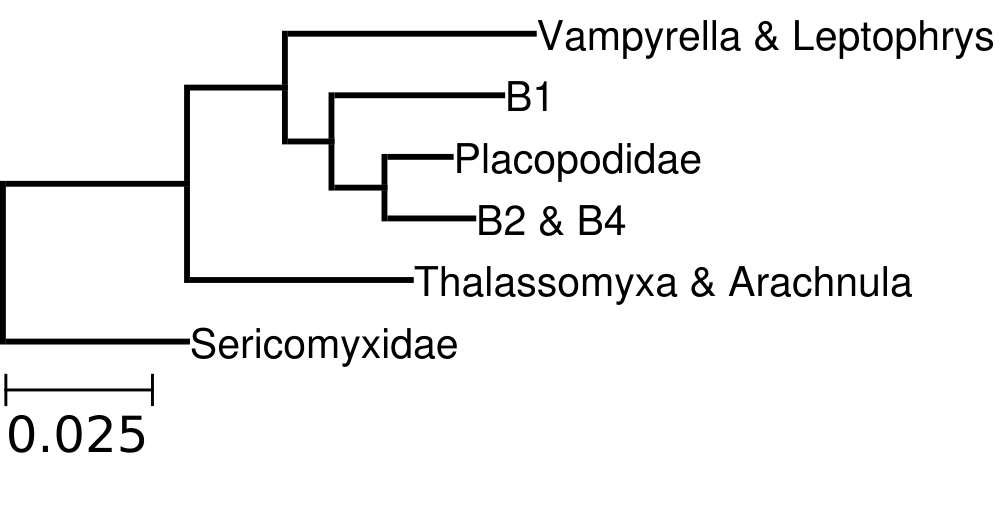 Vampyrella & Leptophrys
B1
Placopodidae
B2 & B4
Thalassomyxa & Arachnula
Sericomyxidae
0.025